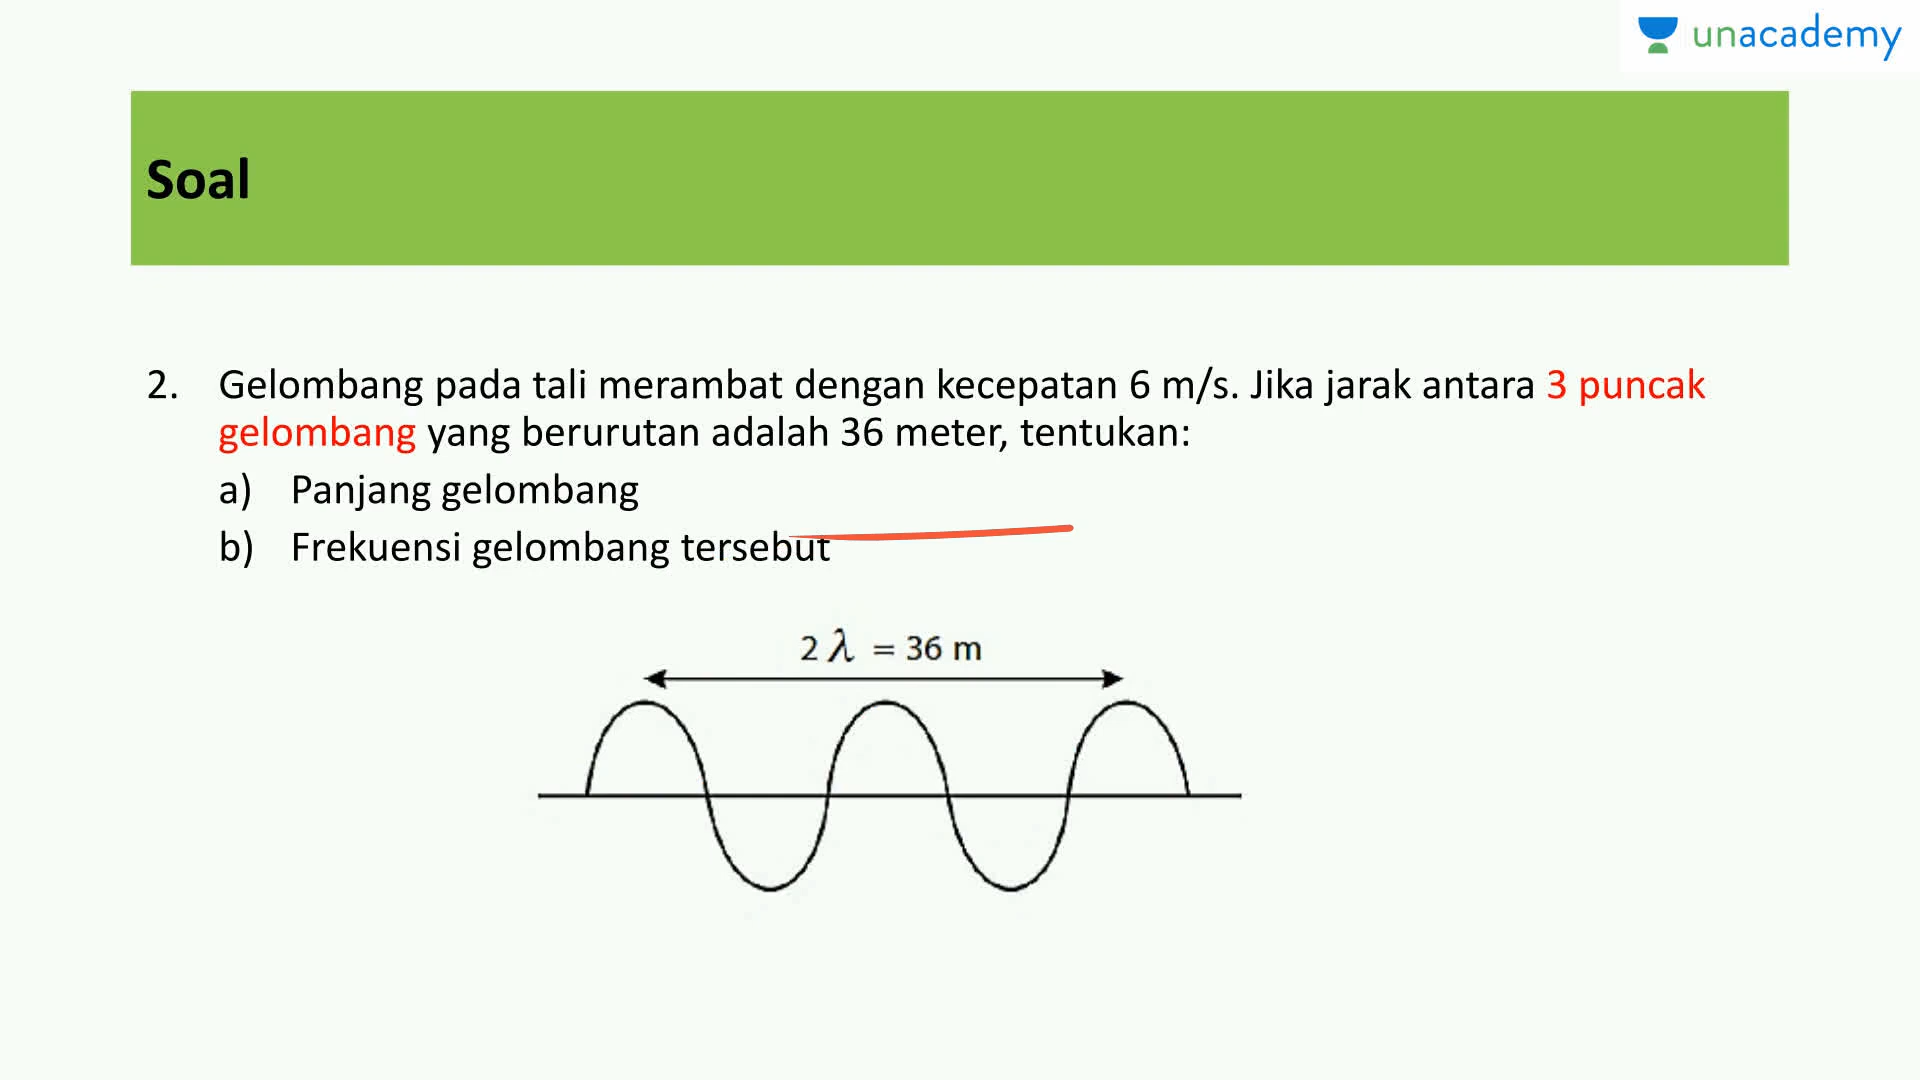 unacademy
Soal
2. Gelombang pada tali merambat dengan kecepatan 6 m/s. Jika jarak antara 3 puncak
gelombang yang berurutan adalah 36 meter, tentukan:
a) Panjang gelombang
b) Frekuensi gelombang tersebut
2 λ = 36 m